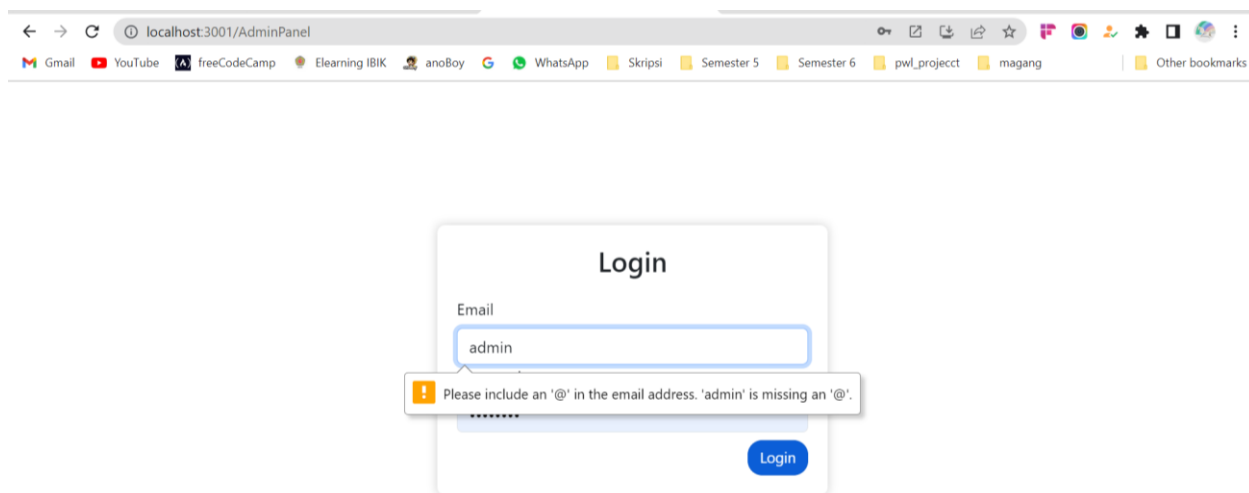 localhost:3001/AdminPanel
Gmail YouTube freeCodeCamp Elearning IBIK anoBoy WhatsApp Skripsi Semester 5 Semester 6 pwl_projecct magang Other bookmarks
Login
Email
admin
Please include an '@' in the email address. 'admin' is missing an '@'.
Login